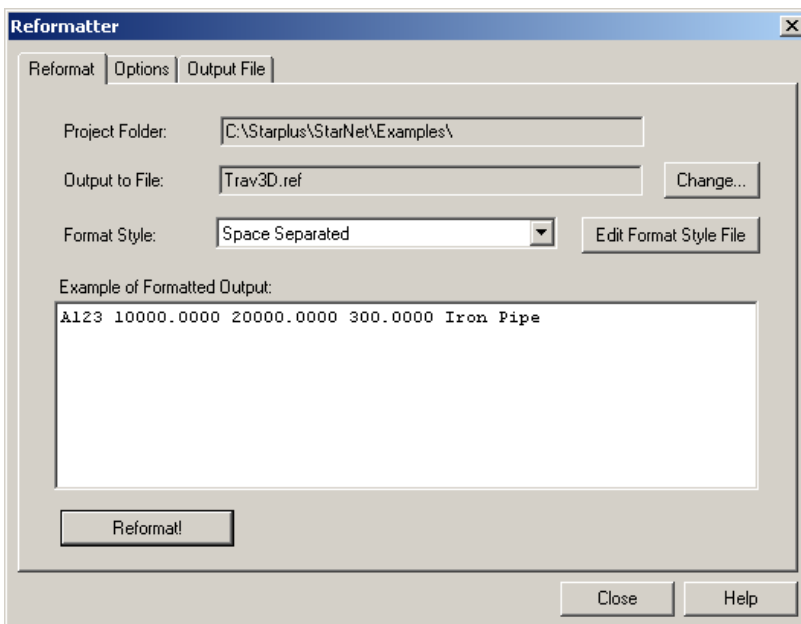 Reformatter
Reformat Options Output File
Project Folder: C:\Starplus\StarNet\Examples\
Output to File: Trav3D.ref Change...
Format Style: Space Separated Edit Format Style File
Example of Formatted Output:
A123 10000.0000 20000.0000 300.0000 Iron Pipe
Reformat!
Close Help